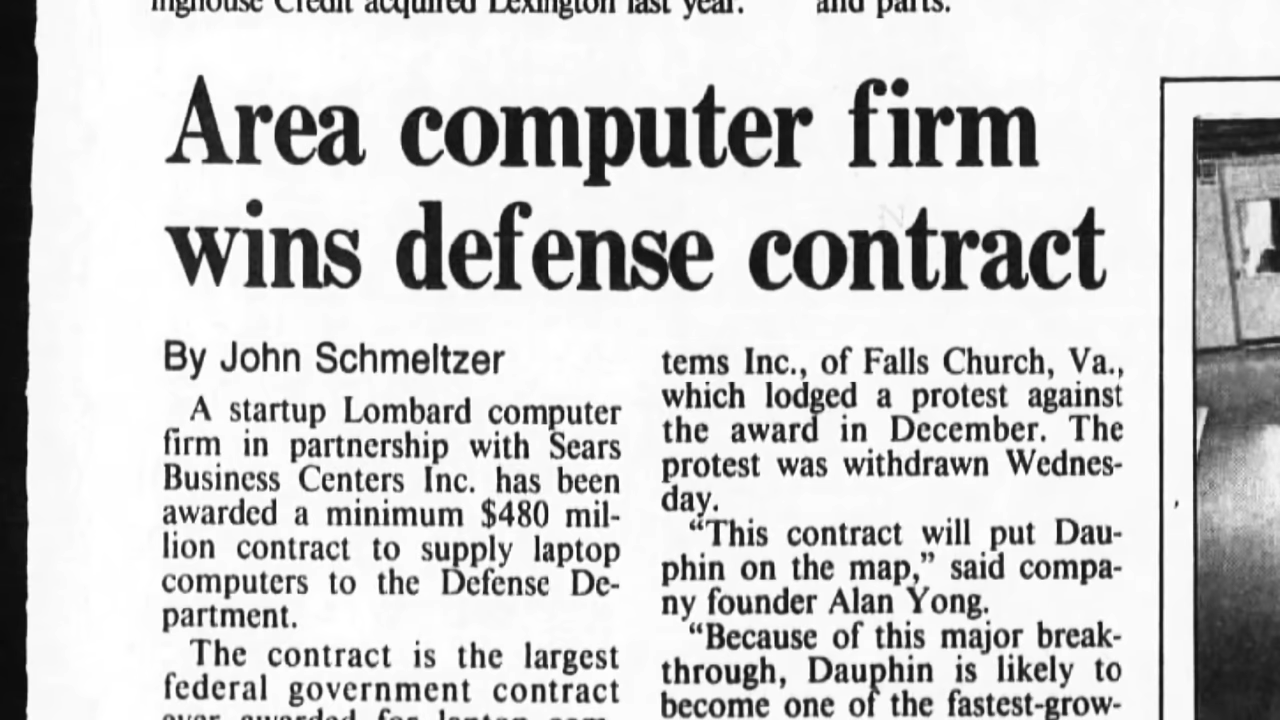 inghouse Credit acquired Lexington last year.
and parts.
Area computer firm
wins defense contract
By John Schmeltzer
A startup Lombard computer
firm in partnership with Sears
Business Centers Inc. has been
awarded a minimum $480 mil-
lion contract to supply laptop
computers to the Defense De-
partment.
The contract is the largest
federal government contract
ever awarded for laptop com-
tems Inc., of Falls Church, Va.,
which lodged a protest against
the award in December. The
protest was withdrawn Wednes-
day.
“This contract will put Dau-
phin on the map,” said compa-
ny founder Alan Yong.
“Because of this major break-
through, Dauphin is likely to
become one of the fastest-grow-